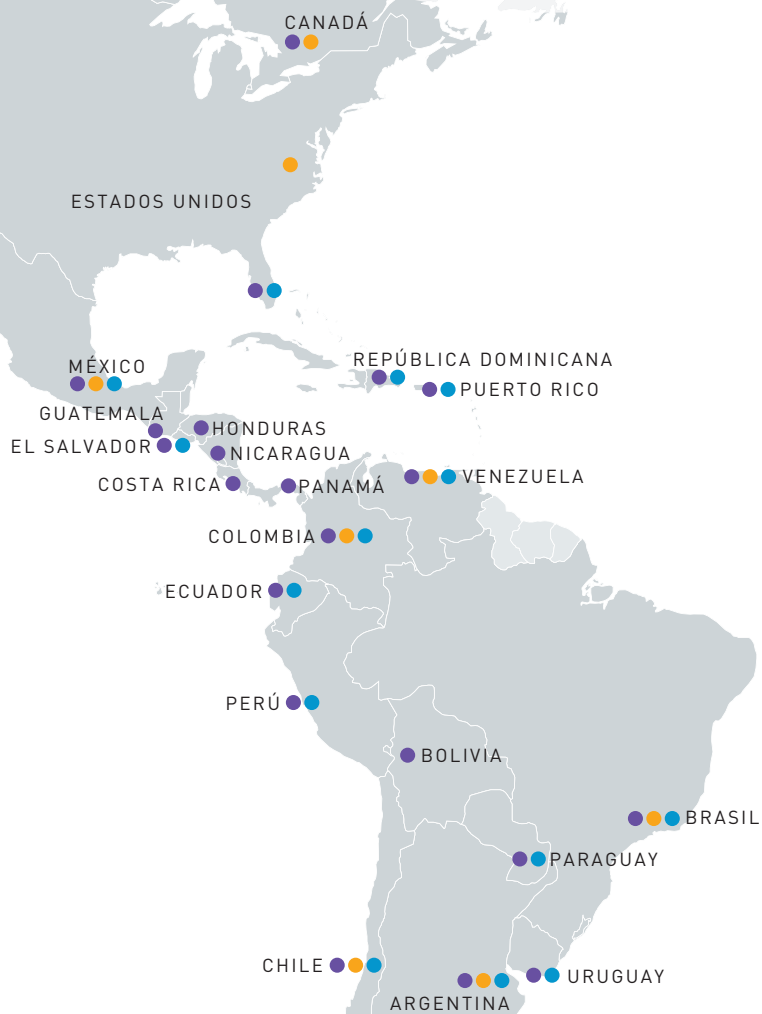 CANADÁ
ESTADOS UNIDOS
REPÚBLICA DOMINICANA
MÉXICO
PUERTO RICO
GUATEMALA
HONDURAS
EL SALVADOR
NICARAGUA
VENEZUELA
COSTA RICA
PANAMÁ
COLOMBIA
ECUADOR
PERÚ
BOLIVIA
BRASIL
PARAGUAY
CHILE
URUGUAY
ARGENTINA